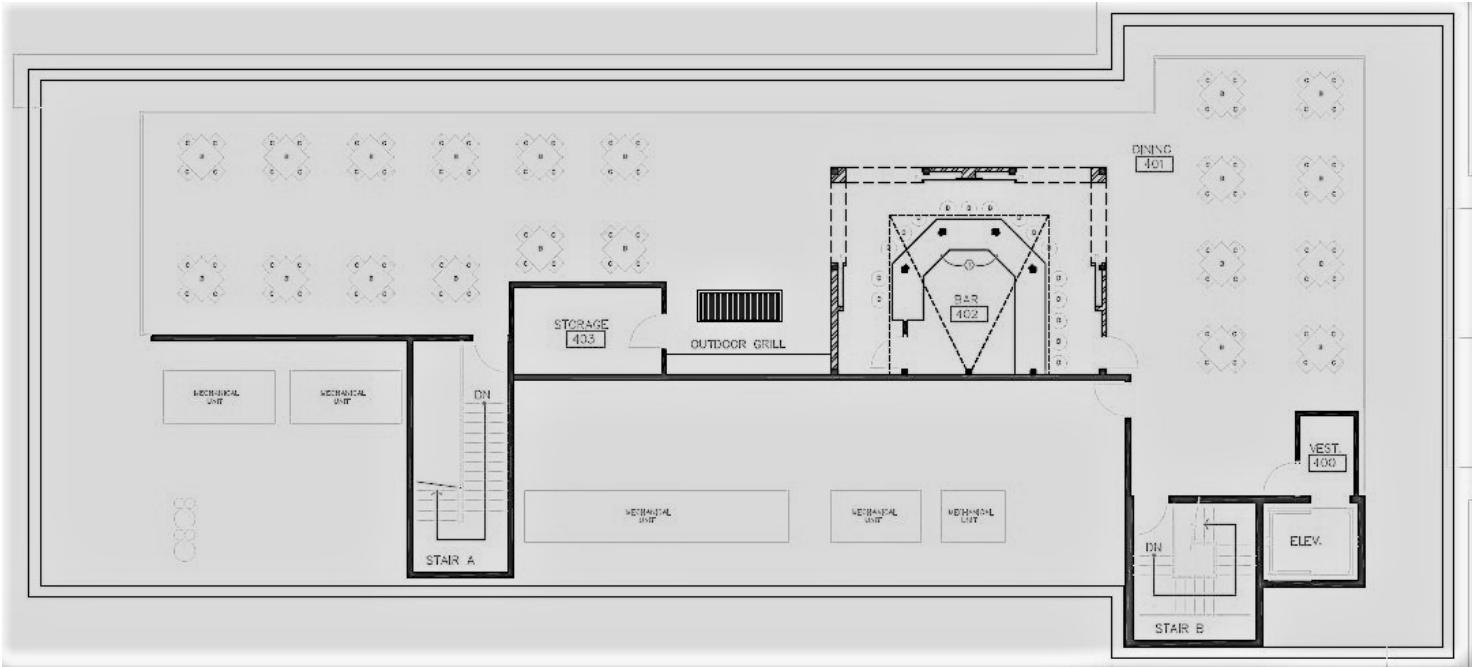 DINING
401
BAR
402
STORAGE
403
OUTDOOR GRILL
MECHANICAL
UNIT
MECHANICAL
UNIT
DN
VEST.
400
MECHANICAL
UNIT
MECHANICAL
UNIT
MECHANICAL
UNIT
ELEV.
DN
STAIR A
STAIR B